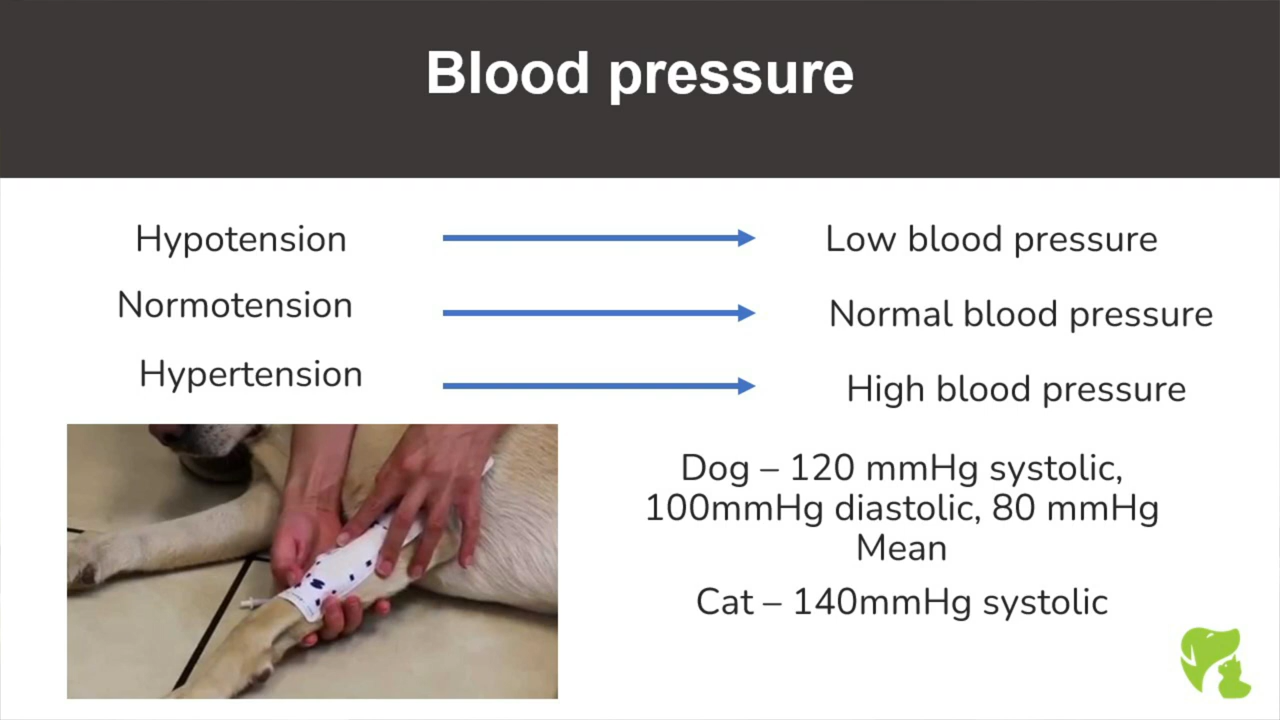 Blood pressure
Hypotension
Low blood pressure
Normotension
Normal blood pressure
Hypertension
High blood pressure
Dog – 120 mmHg systolic,
100mmHg diastolic, 80 mmHg
Mean
Cat – 140mmHg systolic